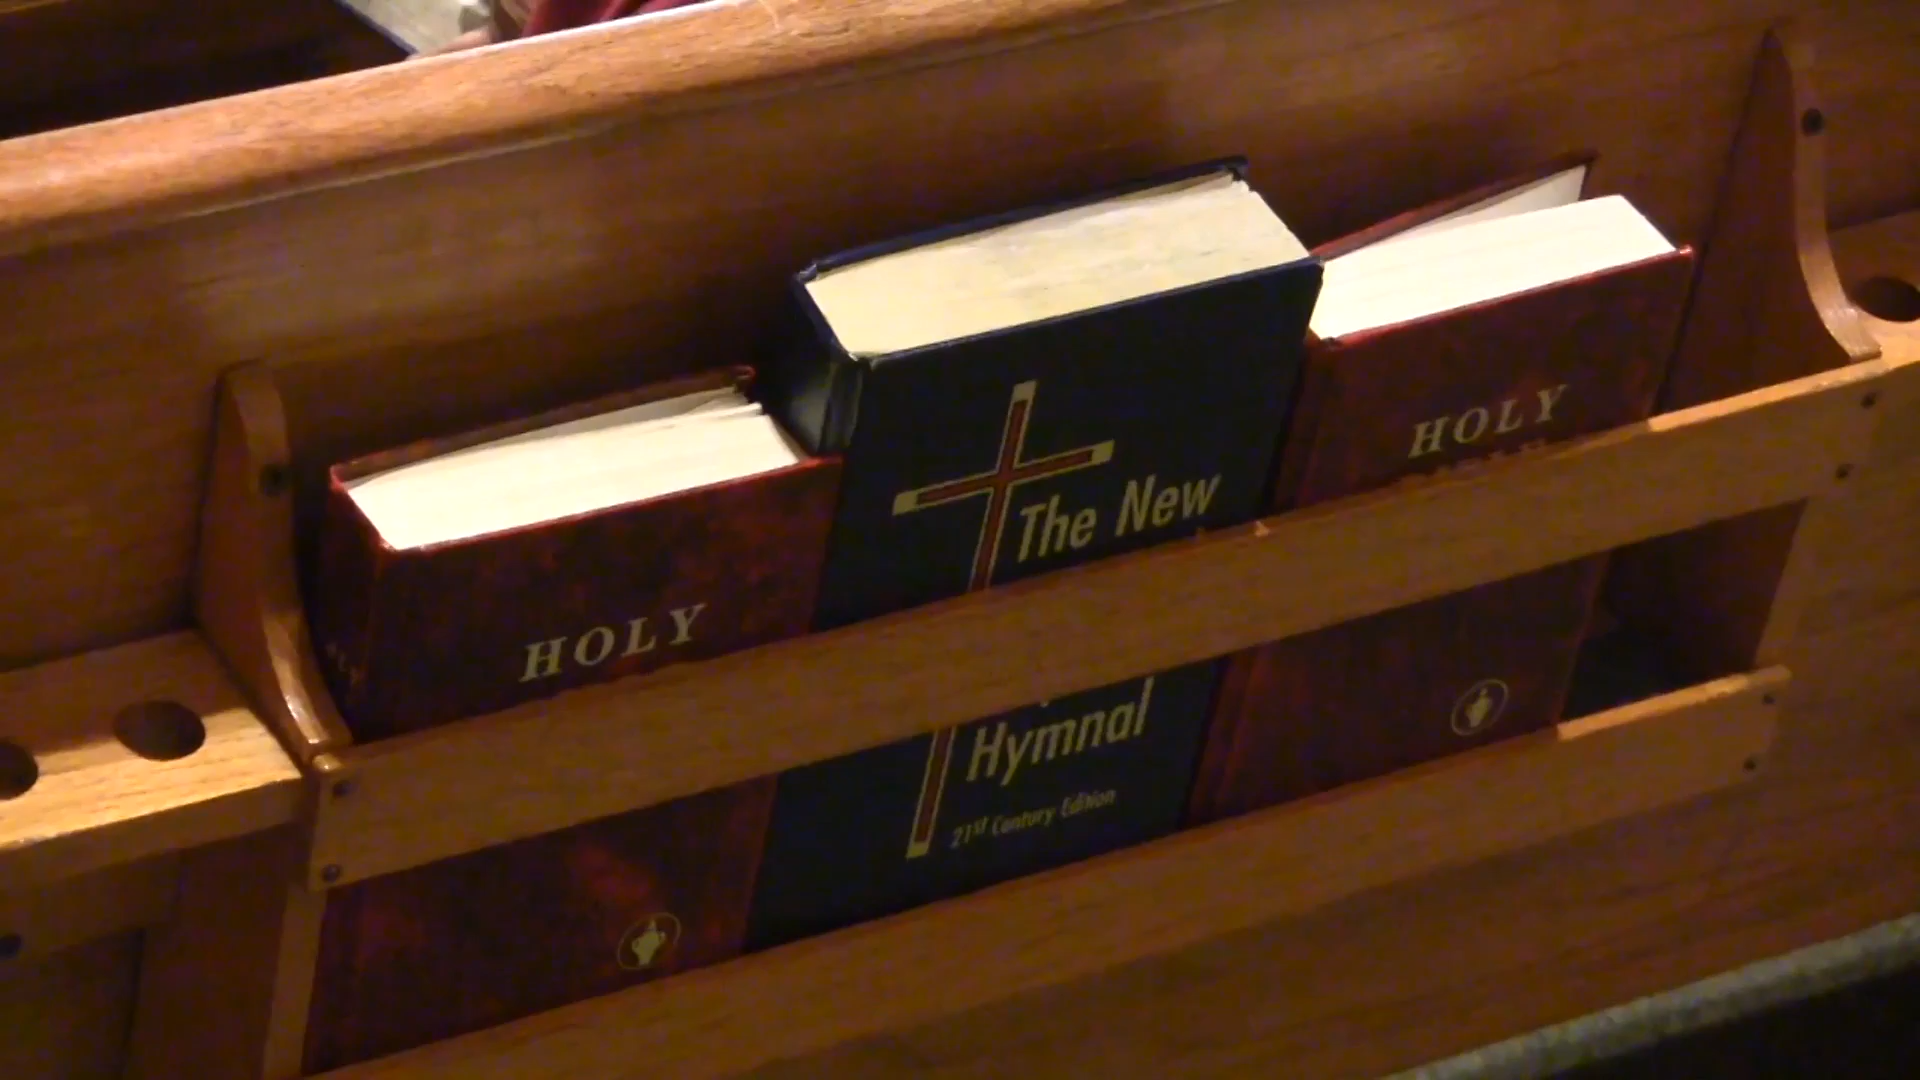 HOLY
The New
Hymnal
21st Century Edition
HOLY